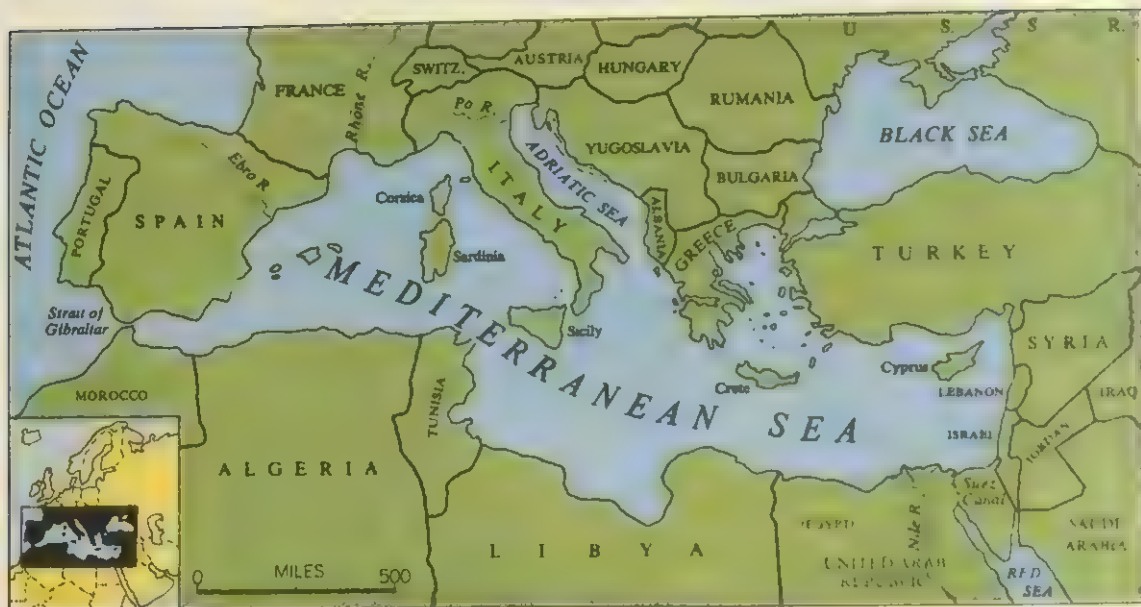 U. S. S. R.
ATLANTIC OCEAN
FRANCE
Rhône R.
SWITZ.
AUSTRIA
HUNGARY
RUMANIA
BLACK SEA
Po R.
YUGOSLAVIA
BULGARIA
ADRIATIC SEA
ITALY
Ebro R.
PORTUGAL
SPAIN
Corsica
Sardinia
ALBANIA
GREECE
TURKEY
MEDITERRANEAN SEA
Strait of
Gibraltar
Sicily
Crete
Cyprus
SYRIA
LEBANON
IRAQ
ISRAEL
JORDAN
MOROCCO
ALGERIA
TUNISIA
LIBYA
(EGYPT)
UNITED ARAB
REPUBLIC
Nile R.
Suez
Canal
SAUDI
ARABIA
RED
SEA
0 MILES 500